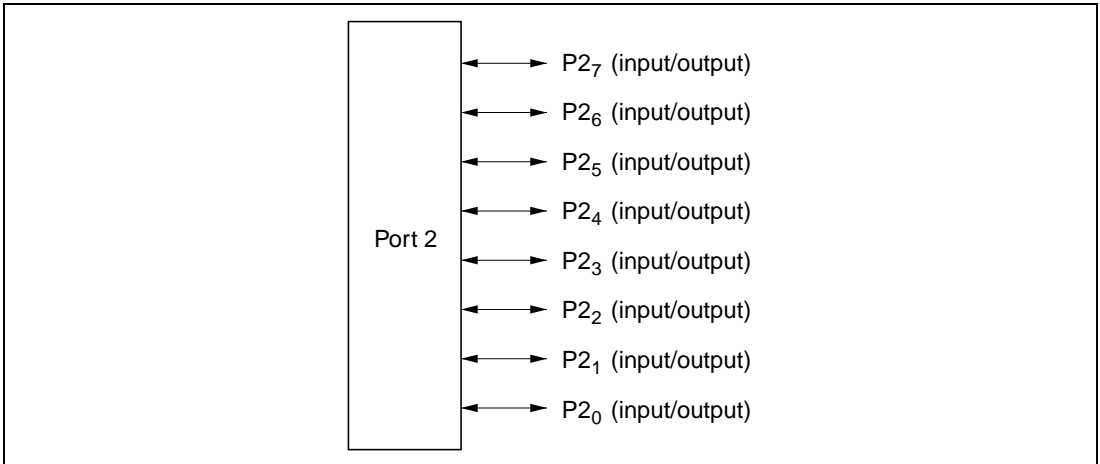 P2₇ (input/output)
P2₆ (input/output)
P2₅ (input/output)
P2₄ (input/output)
Port 2
P2₃ (input/output)
P2₂ (input/output)
P2₁ (input/output)
P2₀ (input/output)